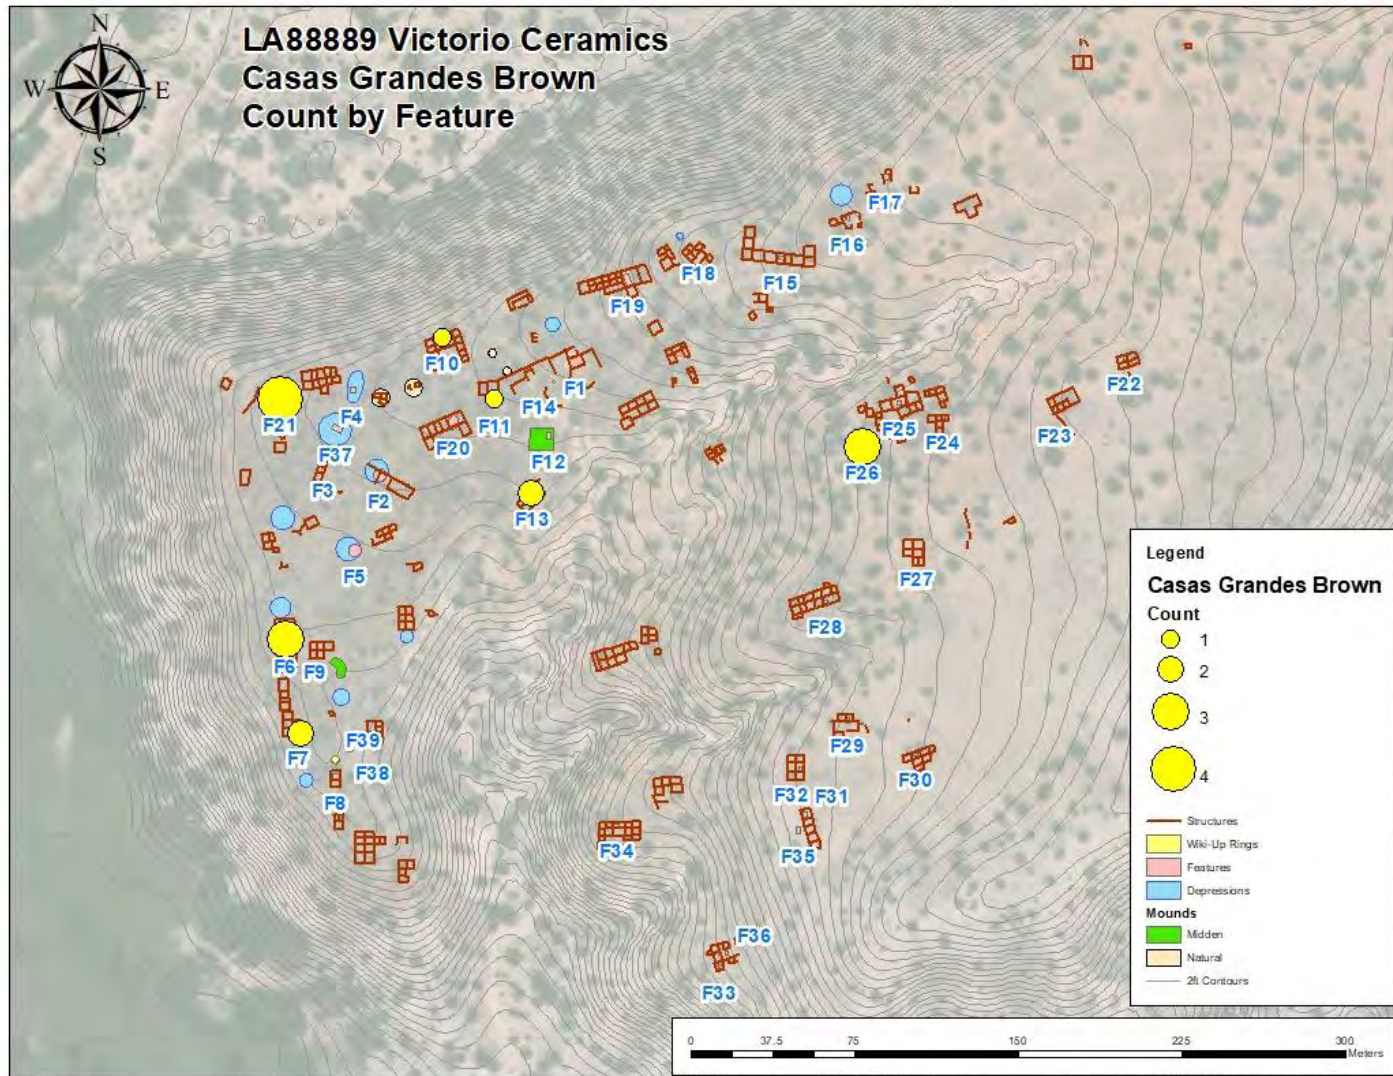 N
W E
S
LA88889 Victorio Ceramics
Casas Grandes Brown
Count by Feature
F17
F16
F18
F15
F19
F10
F1
F22
F21
F4
F11
F14
F25
F24
F23
F37
F20
F12
F26
F3
F2
F13
F5
F27
F28
F6
F9
F39
F29
F7
F38
F30
F8
F32
F31
F34
F35
F36
F33
Legend
Casas Grandes Brown
Count
1
2
3
4
Structures
Wiki-Up Rings
Features
Depressions
Mounds
Midden
Natural
2ft Contours
0 37.5 75 150 225 300
Meters